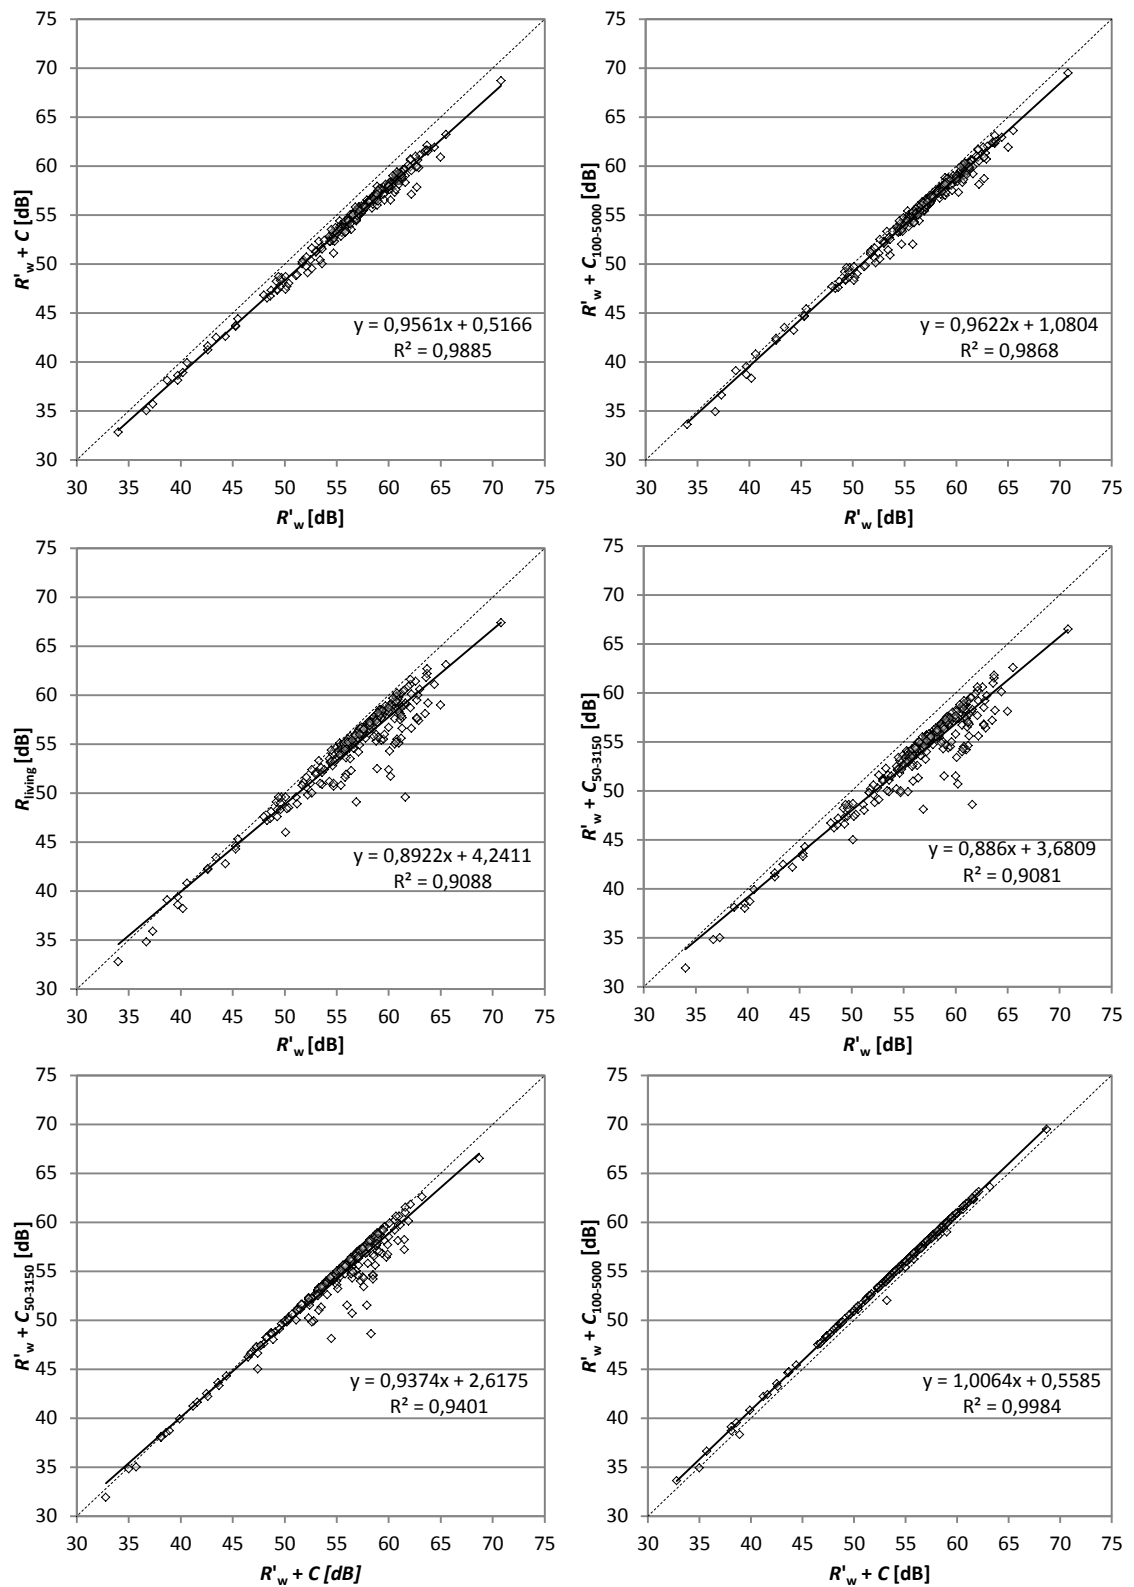 75
70
65
60
55
50
45
40
35
30
R'w + C [dB]
y = 0,9561x + 0,5166
R² = 0,9885
30 35 40 45 50 55 60 65 70 75
R'w [dB]
75
70
65
60
55
50
45
40
35
30
R'w + C100-5000 [dB]
y = 0,9622x + 1,0804
R² = 0,9868
30 35 40 45 50 55 60 65 70 75
R'w [dB]
75
70
65
60
55
50
45
40
35
30
Rliving [dB]
y = 0,8922x + 4,2411
R² = 0,9088
30 35 40 45 50 55 60 65 70 75
R'w [dB]
75
70
65
60
55
50
45
40
35
30
R'w + C50-3150 [dB]
y = 0,886x + 3,6809
R² = 0,9081
30 35 40 45 50 55 60 65 70 75
R'w [dB]
75
70
65
60
55
50
45
40
35
30
R'w + C50-3150 [dB]
y = 0,9374x + 2,6175
R² = 0,9401
30 35 40 45 50 55 60 65 70 75
R'w + C [dB]
75
70
65
60
55
50
45
40
35
30
R'w + C100-5000 [dB]
y = 1,0064x + 0,5585
R² = 0,9984
30 35 40 45 50 55 60 65 70 75
R'w + C [dB]